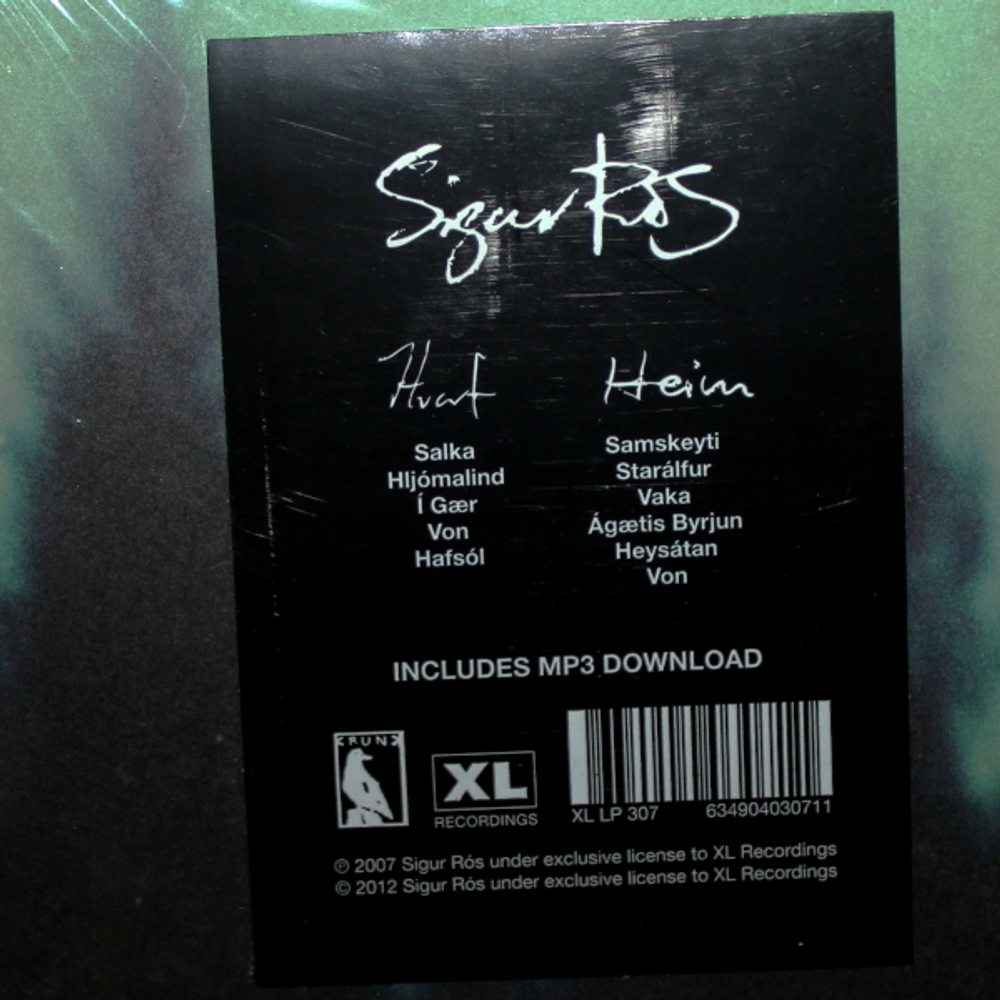 Sigur Rós
Hvarf
Salka
Hljómalind
Í Gær
Von
Hafsól
Heim
Samskeyti
Starálfur
Vaka
Ágætis Byrjun
Heysátan
Von
INCLUDES MP3 DOWNLOAD
KRUNK
XL
RECORDINGS
XL LP 307
634904030711
℗ 2007 Sigur Rós under exclusive license to XL Recordings
© 2012 Sigur Rós under exclusive license to XL Recordings